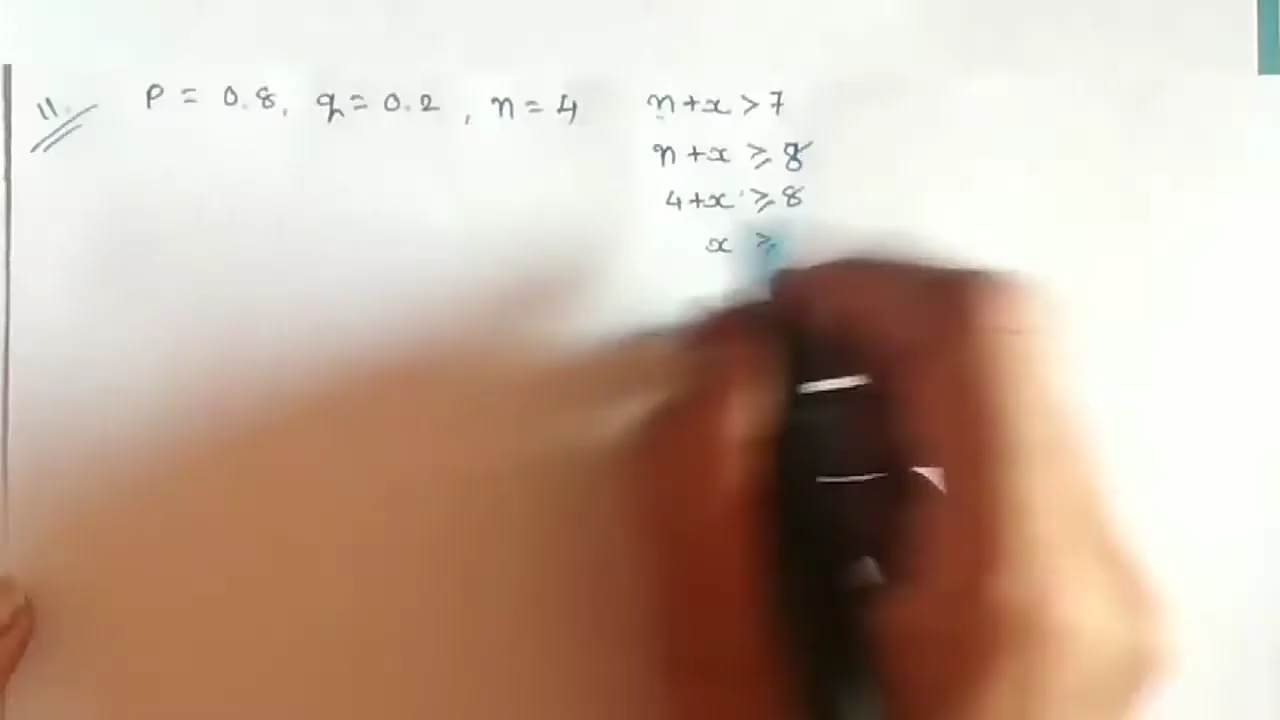 11. P = 0.8, q = 0.2, n = 4 n+x > 7
n+x ≥ 8
4+x ≥ 8
x ≥